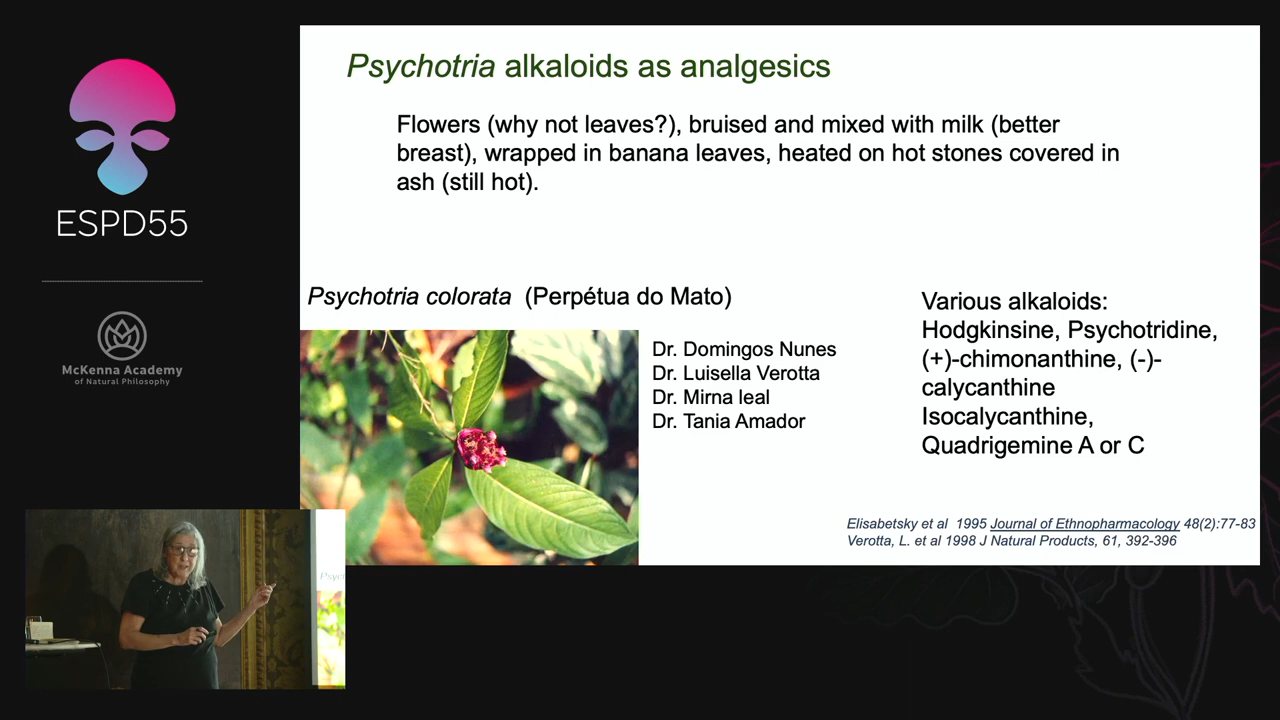 ESPD55
McKenna Academy
of Natural Philosophy
Psychotria alkaloids as analgesics
Flowers (why not leaves?), bruised and mixed with milk (better
breast), wrapped in banana leaves, heated on hot stones covered in
ash (still hot).
Psychotria colorata (Perpétua do Mato)
Dr. Domingos Nunes
Dr. Luisella Verotta
Dr. Mirna leal
Dr. Tania Amador
Various alkaloids:
Hodgkinsine, Psychotridine,
(+)-chimonanthine, (-)-
calycanthine
Isocalycanthine,
Quadrigemine A or C
Elisabetsky et al 1995 Journal of Ethnopharmacology 48(2):77-83
Verotta, L. et al 1998 J Natural Products, 61, 392-396
Psyc